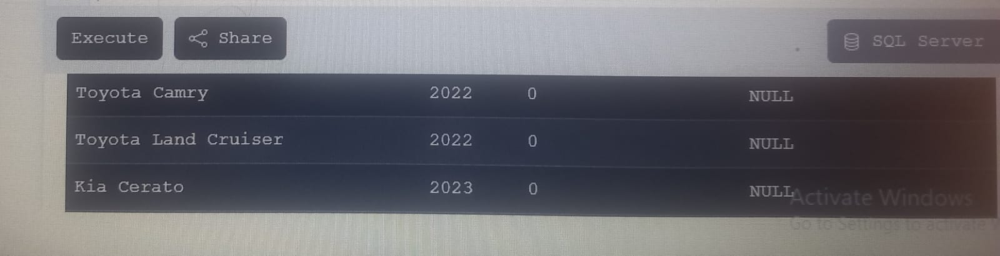 Execute Share SQL Server
Toyota Camry 2022 0 NULL
Toyota Land Cruiser 2022 0 NULL
Kia Cerato 2023 0 NULL
Activate Windows
Go to Settings to activate